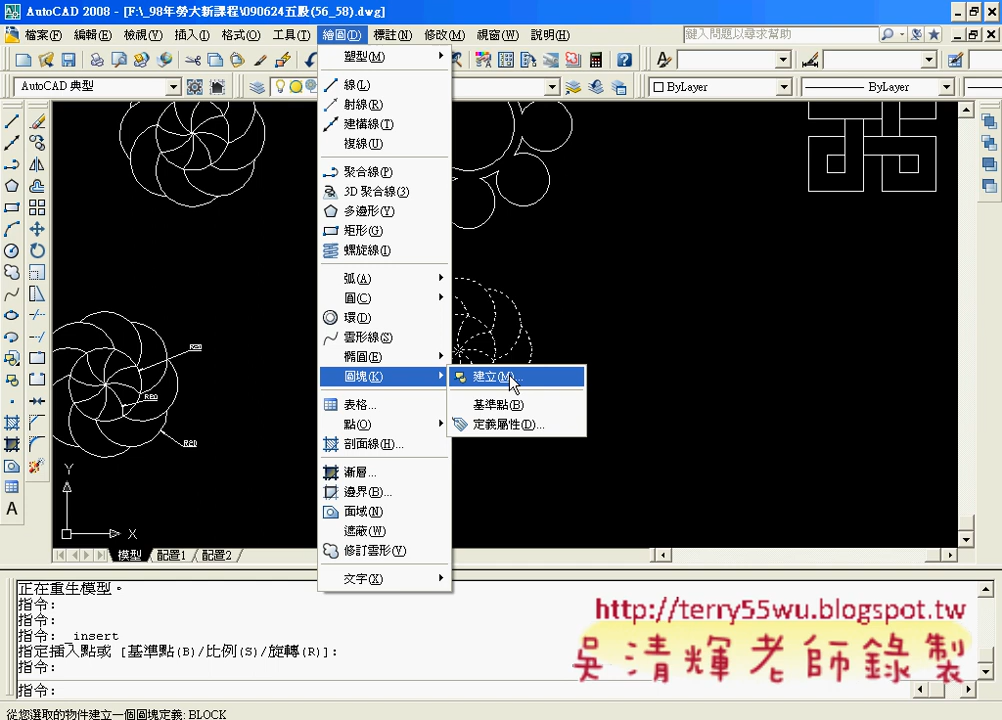 AutoCAD 2008 - [F:\_98年勞大新課程\090624五股(56_58).dwg]
檔案(F) 編輯(E) 檢視(V) 插入(I) 格式(O) 工具(T) 繪圖(D) 標註(N) 修改(M) 視窗(W) 說明(H) 鍵入問題以尋求幫助
AutoCAD 典型 ByLayer ByLayer
塑型(M)
線(L)
射線(R)
建構線(T)
複線(U)
聚合線(P)
3D 聚合線(3)
多邊形(Y)
矩形(G)
螺旋線(I)
弧(A)
圓(C)
環(D)
雲形線(S)
橢圓(E)
圖塊(K)
表格...
點(O)
剖面線(H)...
漸層...
邊界(B)...
面域(N)
遮蔽(W)
修訂雲形(V)
文字(X)
建立(M)...
基準點(B)
定義屬性(D)...
Y
X
A
模型 配置1 配置2
正在重生模型。
指令:
指令:
指令: _insert
指定插入點或 [基準點(B)/比例(S)/旋轉(R)]:
指令:
指令:
http://terry55wu.blogspot.tw
吳清輝老師錄製
從您選取的物件建立一個圖塊定義: BLOCK